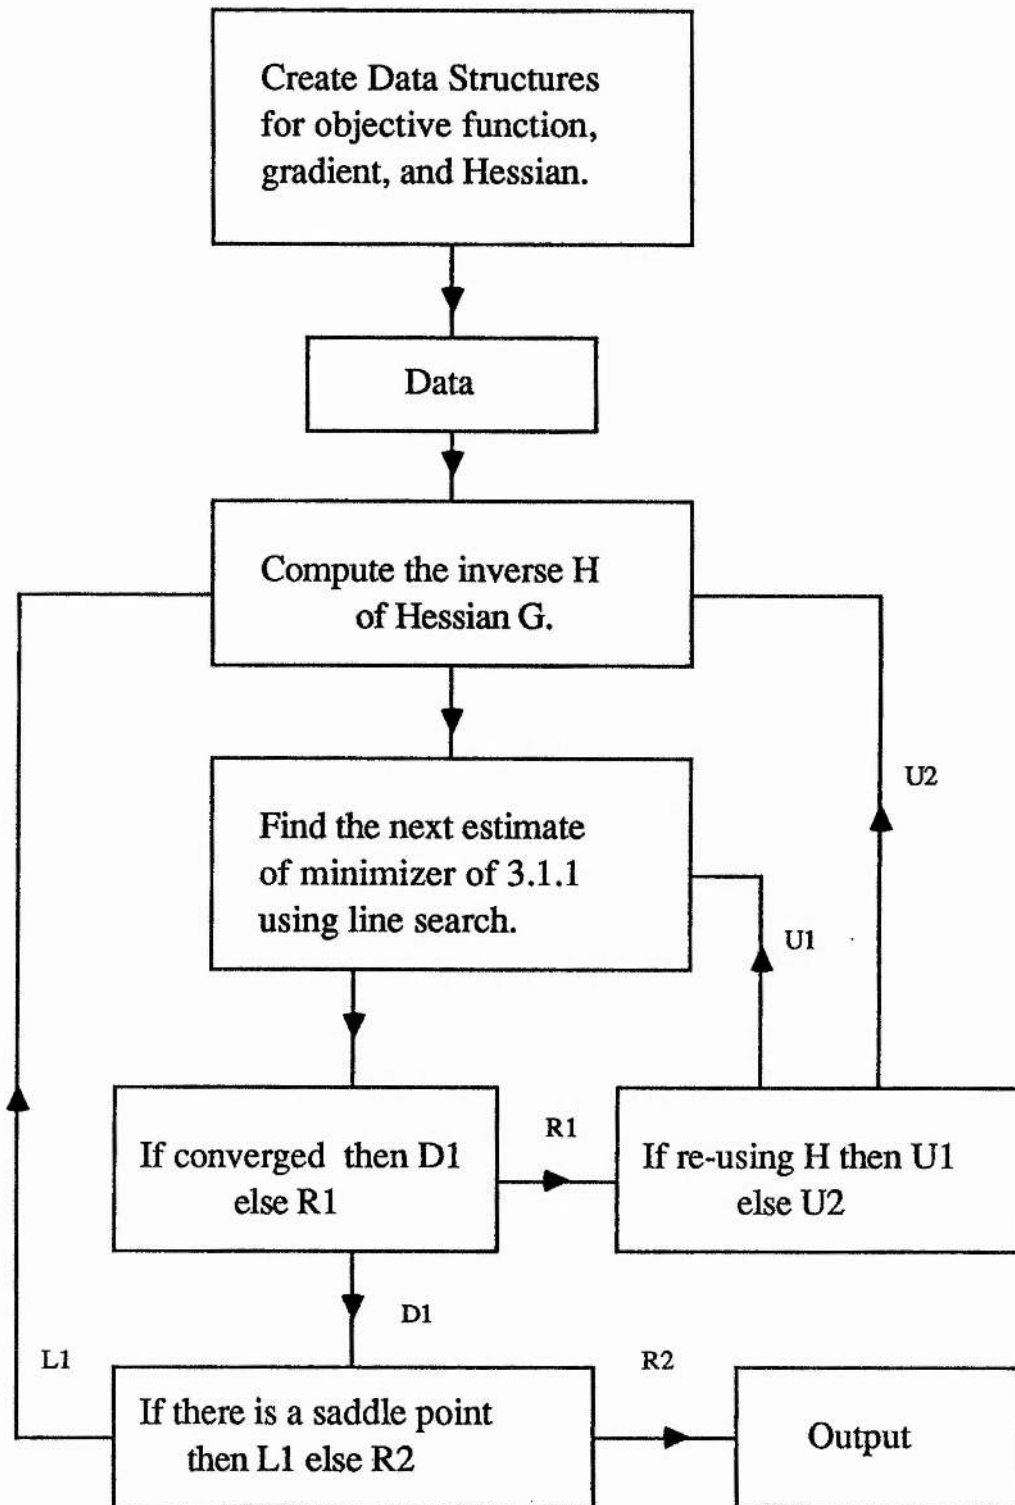 Create Data Structures
for objective function,
gradient, and Hessian.
Data
Compute the inverse H
of Hessian G.
U2
Find the next estimate
of minimizer of 3.1.1
using line search.
U1
If converged then D1
else R1
R1
If re-using H then U1
else U2
D1
L1
R2
If there is a saddle point
then L1 else R2
Output